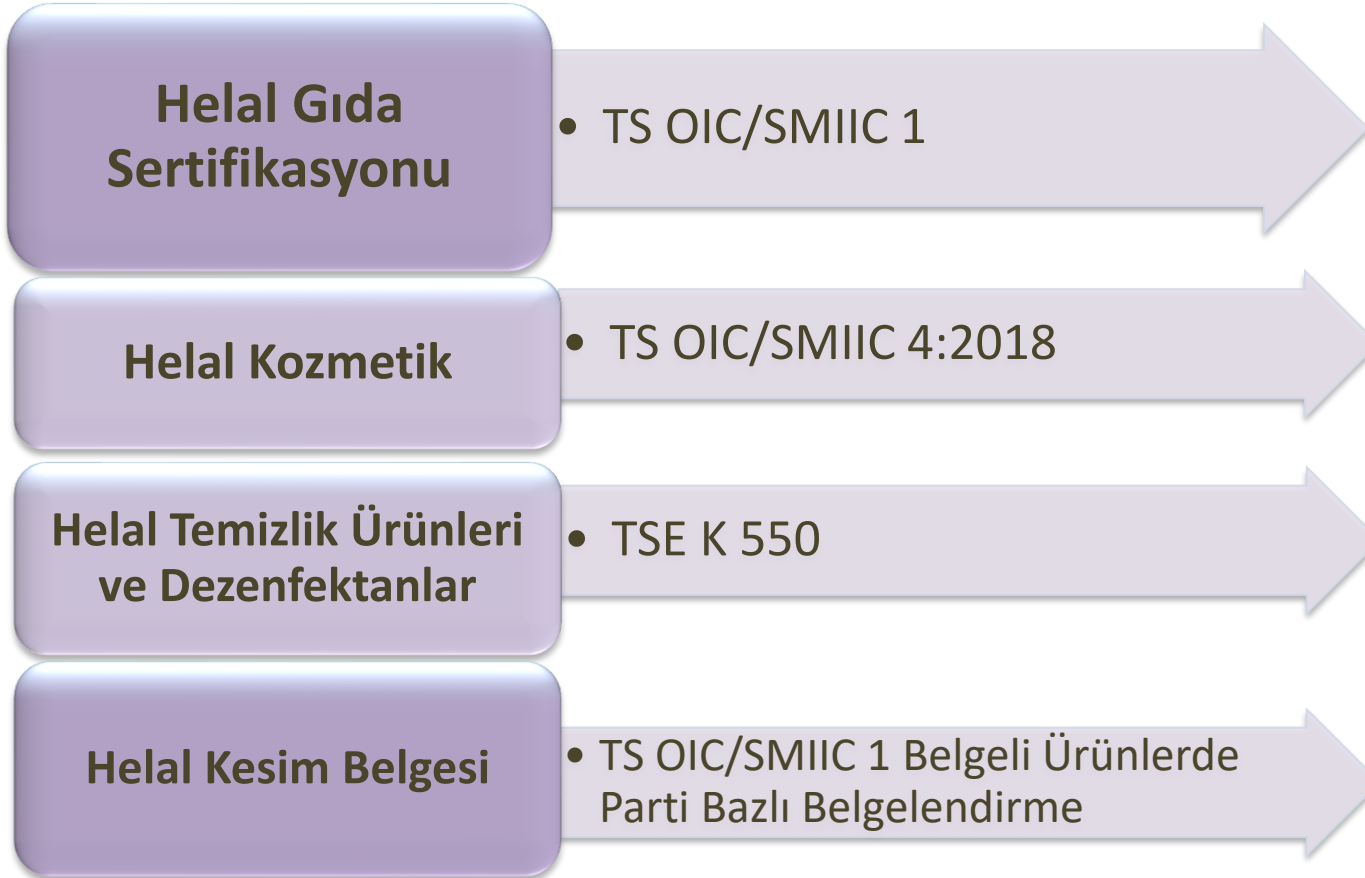 Helal Gıda
Sertifikasyonu
• TS OIC/SMIIC 1
Helal Kozmetik
• TS OIC/SMIIC 4:2018
Helal Temizlik Ürünleri
ve Dezenfektanlar
• TSE K 550
Helal Kesim Belgesi
• TS OIC/SMIIC 1 Belgeli Ürünlerde
Parti Bazlı Belgelendirme